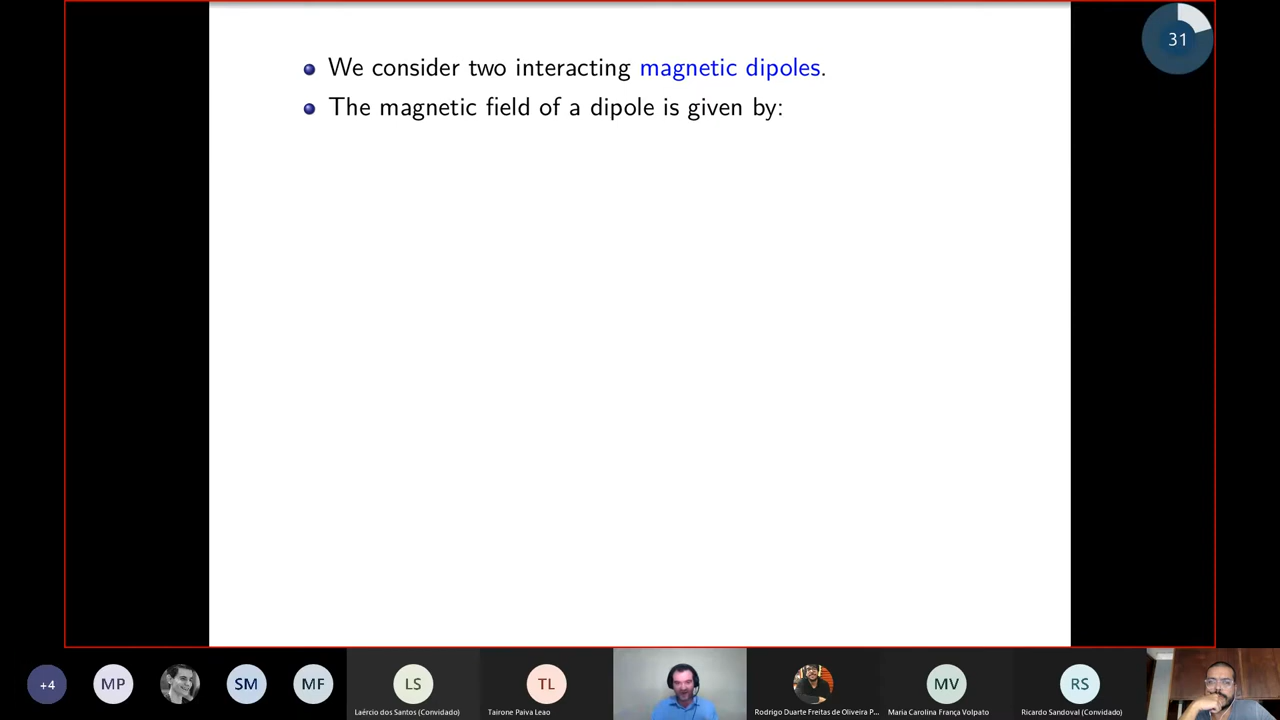 We consider two interacting magnetic dipoles.
The magnetic field of a dipole is given by:
31
+4
MP
SM
MF
LS
Laércio dos Santos (Convidado)
TL
Tairone Paiva Leao
Rodrigo Duarte Freitas de Oliveira P...
MV
Maria Carolina França Volpato
RS
Ricardo Sandoval (Convidado)